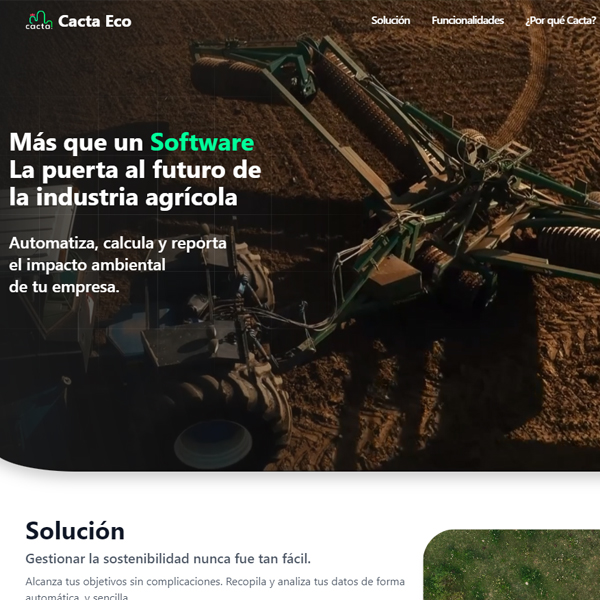 cacta
Cacta Eco
Solución
Funcionalidades
¿Por qué Cacta?
Más que un Software
La puerta al futuro de
la industria agrícola
Automatiza, calcula y reporta
el impacto ambiental
de tu empresa.
Solución
Gestionar la sostenibilidad nunca fue tan fácil.
Alcanza tus objetivos sin complicaciones. Recopila y analiza tus datos de forma
automática, y sencilla